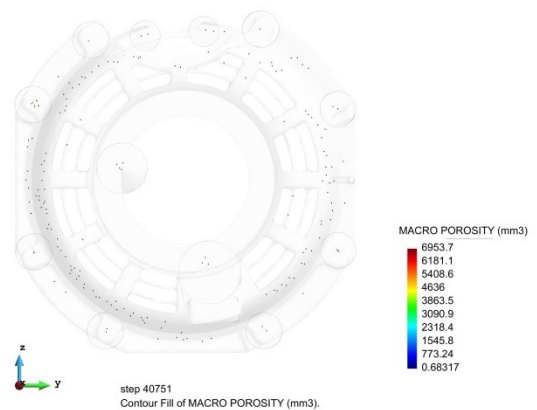 MACRO POROSITY (mm3)
6953.7
6181.1
5408.6
4636
3863.5
3090.9
2318.4
1545.8
773.24
0.68317
z
x y
step 40751
Contour Fill of MACRO POROSITY (mm3).